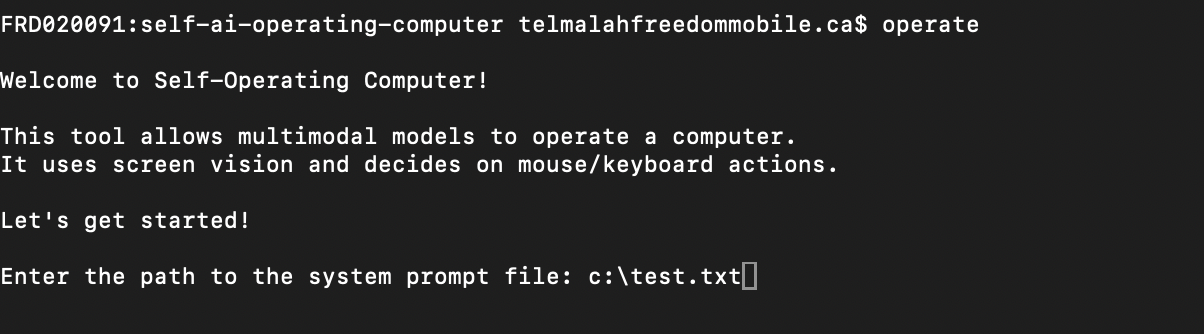 FRD020091:self-ai-operating-computer telmalahfreedommobile.ca$ operate
Welcome to Self-Operating Computer!
This tool allows multimodal models to operate a computer.
It uses screen vision and decides on mouse/keyboard actions.
Let's get started!
Enter the path to the system prompt file: c:\test.txt